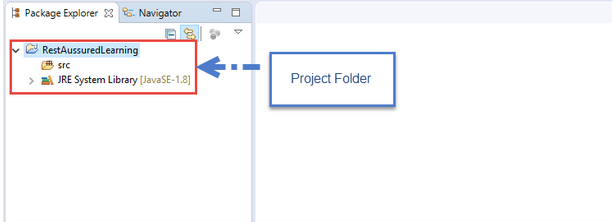 Package Explorer Navigator
RestAussuredLearning
src
JRE System Library [JavaSE-1.8]
Project Folder